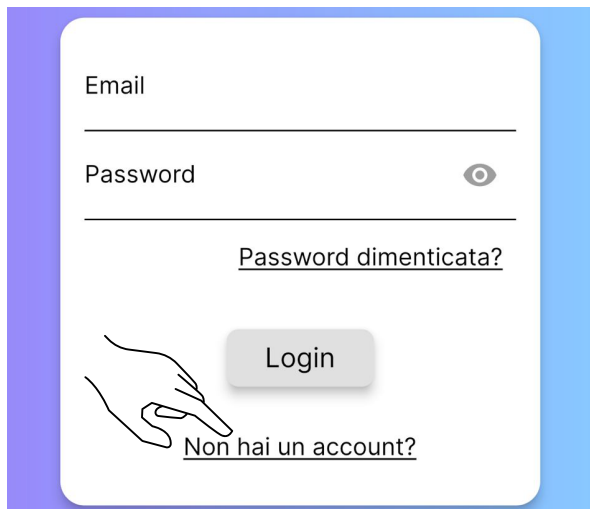 Email
Password
Password dimenticata?
Login
Non hai un account?